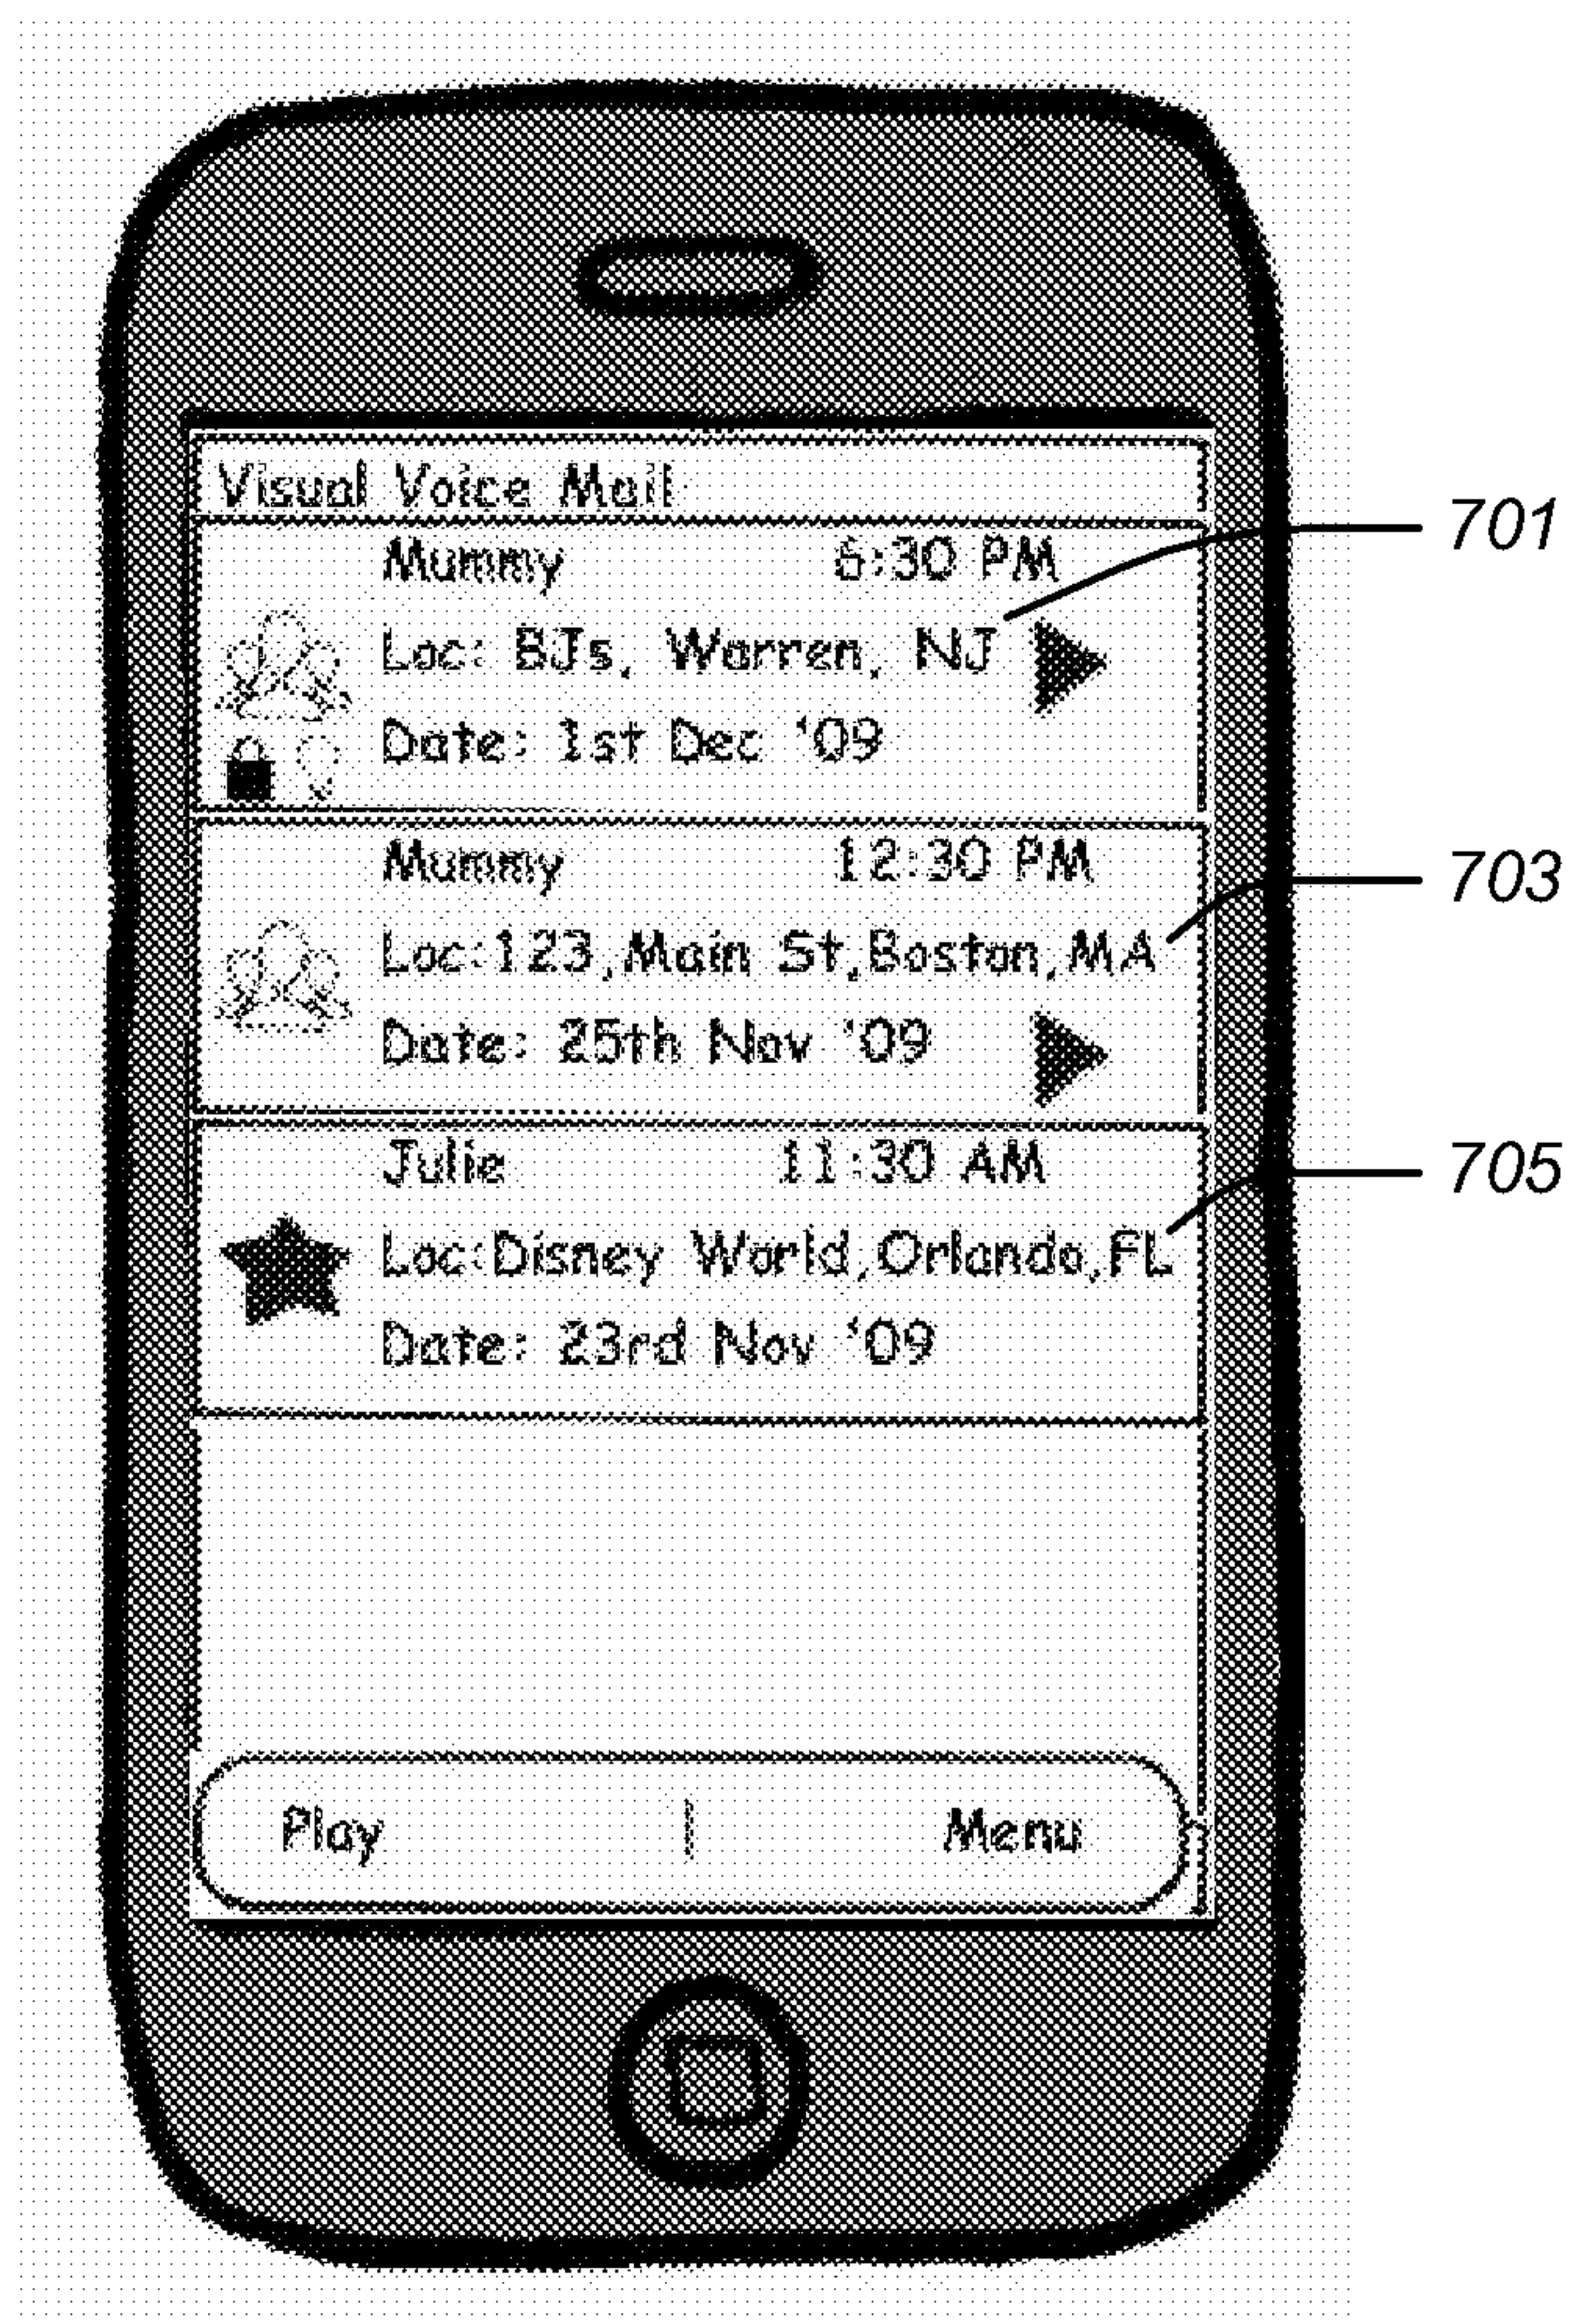 Visual Voice Mail
Mummy 6:30 PM
701
Loc: BJs, Warren, NJ
Date: 1st Dec '09
Mummy 12:30 PM
703
Loc:123,Main St,Boston,MA
Date: 25th Nov '09
Julie 11:30 AM
705
Loc:Disney World,Orlando,FL
Date: 23rd Nov '09
Play | Menu